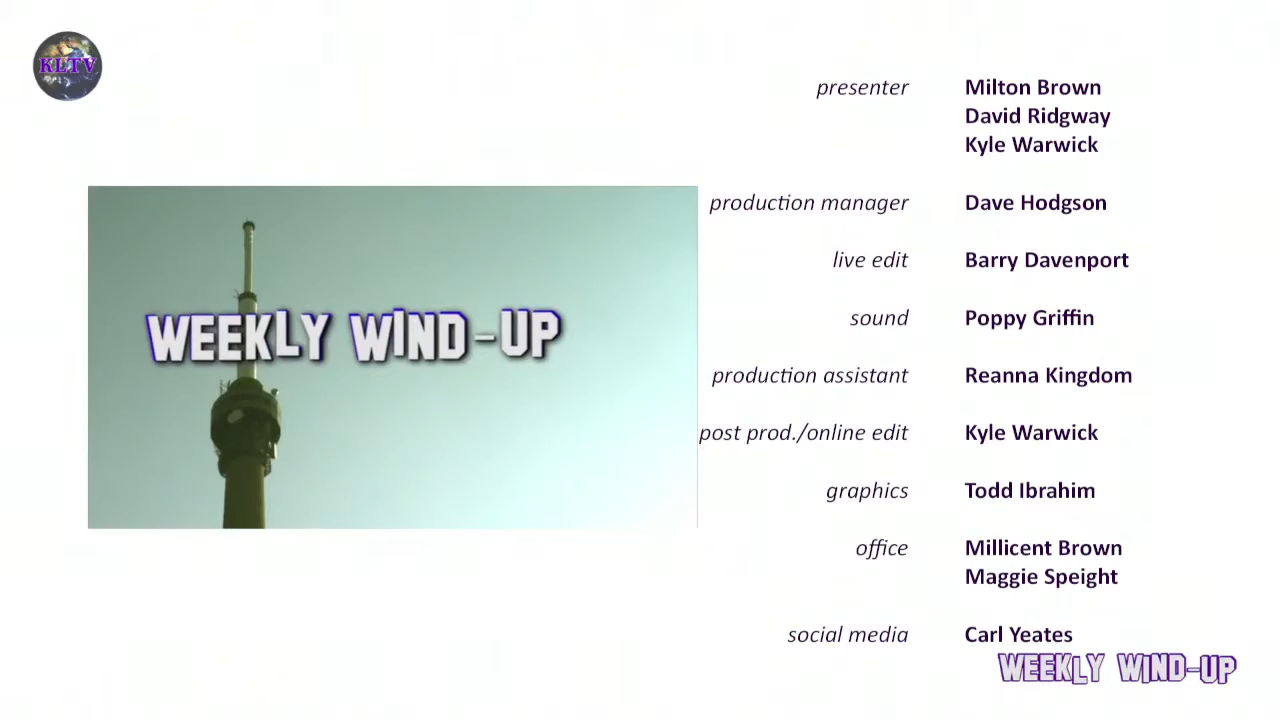 KLTV
presenter Milton Brown
David Ridgway
Kyle Warwick
production manager Dave Hodgson
WEEKLY WIND-UP
live edit Barry Davenport
sound Poppy Griffin
production assistant Reanna Kingdom
post prod./online edit Kyle Warwick
graphics Todd Ibrahim
office Millicent Brown
Maggie Speight
social media Carl Yeates
WEEKLY WIND-UP